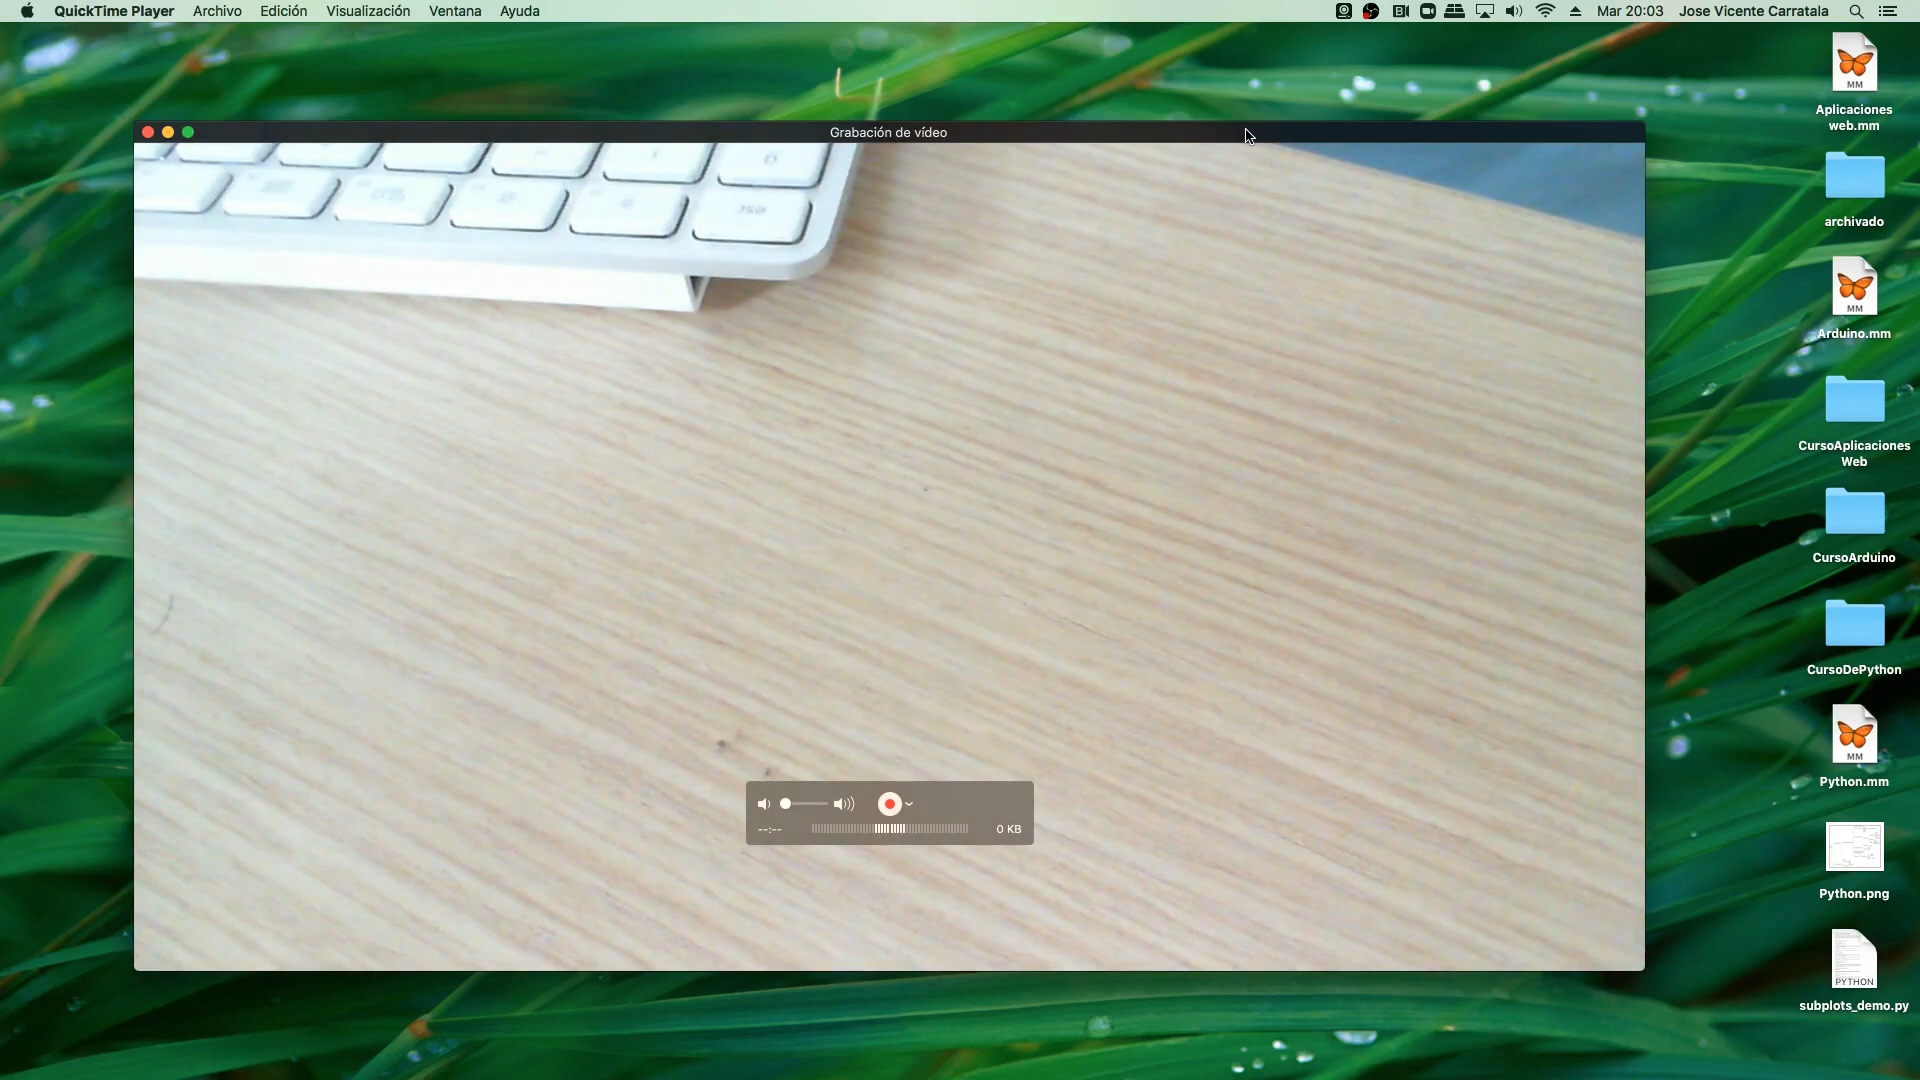 QuickTime Player Archivo Edición Visualización Ventana Ayuda
Mar 20:03 Jose Vicente Carratala
Grabación de vídeo
--:-- 0 KB
MM
Aplicaciones
web.mm
archivado
MM
Arduino.mm
CursoAplicaciones
Web
CursoArduino
CursoDePython
MM
Python.mm
Python.png
PYTHON
subplots_demo.py